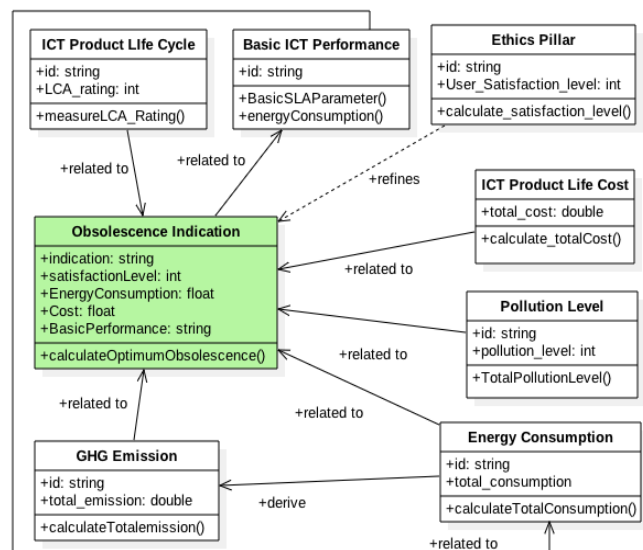 ICT Product LIfe Cycle
+id: string
+LCA_rating: int
+measureLCA_Rating()
Basic ICT Performance
+id: string
+BasicSLAParameter()
+energyConsumption()
Ethics Pillar
+id: string
+User_Satisfaction_level: int
+calculate_satisfaction_level()
+related to
+related to
+refines
ICT Product Life Cost
+total_cost: double
+calculate_totalCost()
Obsolescence Indication
+indication: string
+satisfactionLevel: int
+EnergyConsumption: float
+Cost: float
+BasicPerformance: string
+calculateOptimumObsolescence()
+related to
Pollution Level
+id: string
+pollution_level: int
+TotalPollutionLevel()
+related to
+related to
+related to
GHG Emission
+id: string
+total_emission: double
+calculateTotalemission()
+derive
Energy Consumption
+id: string
+total_consumption
+calculateTotalConsumption()
+related to